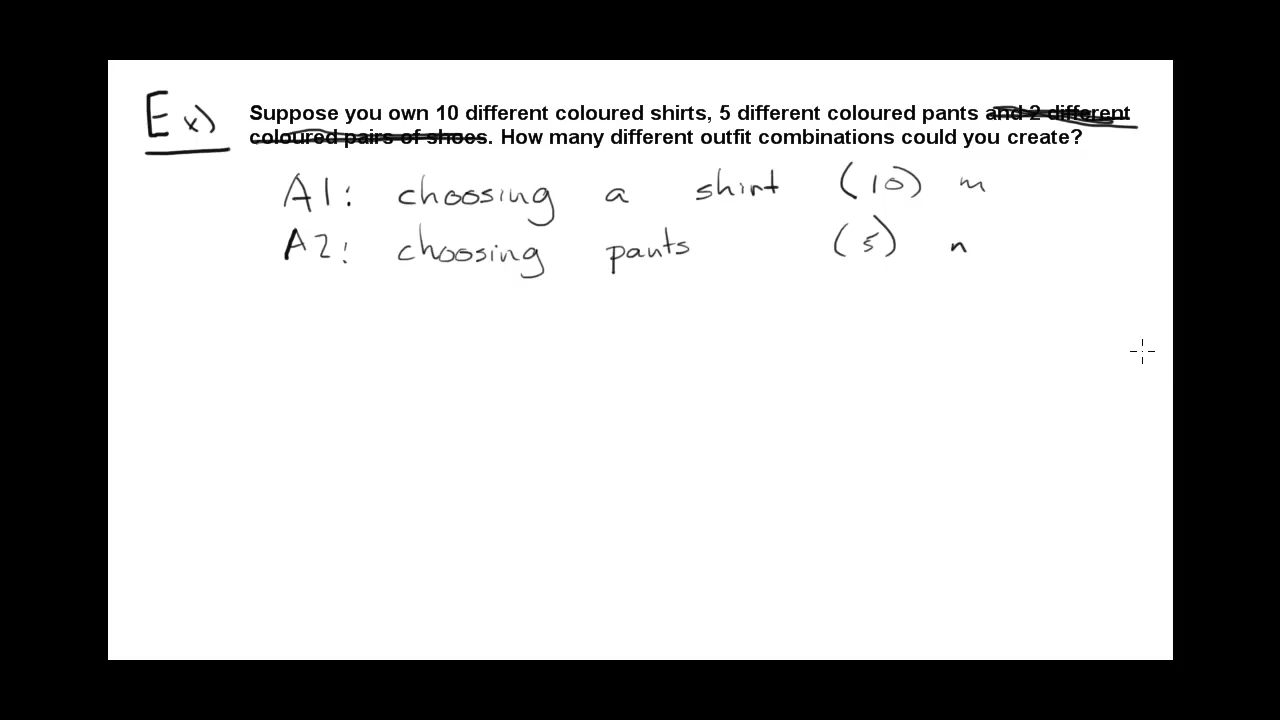 Ex) Suppose you own 10 different coloured shirts, 5 different coloured pants and 2 different
coloured pairs of shoes. How many different outfit combinations could you create?
A1: choosing a shirt (10) m
A2: choosing pants (5) n